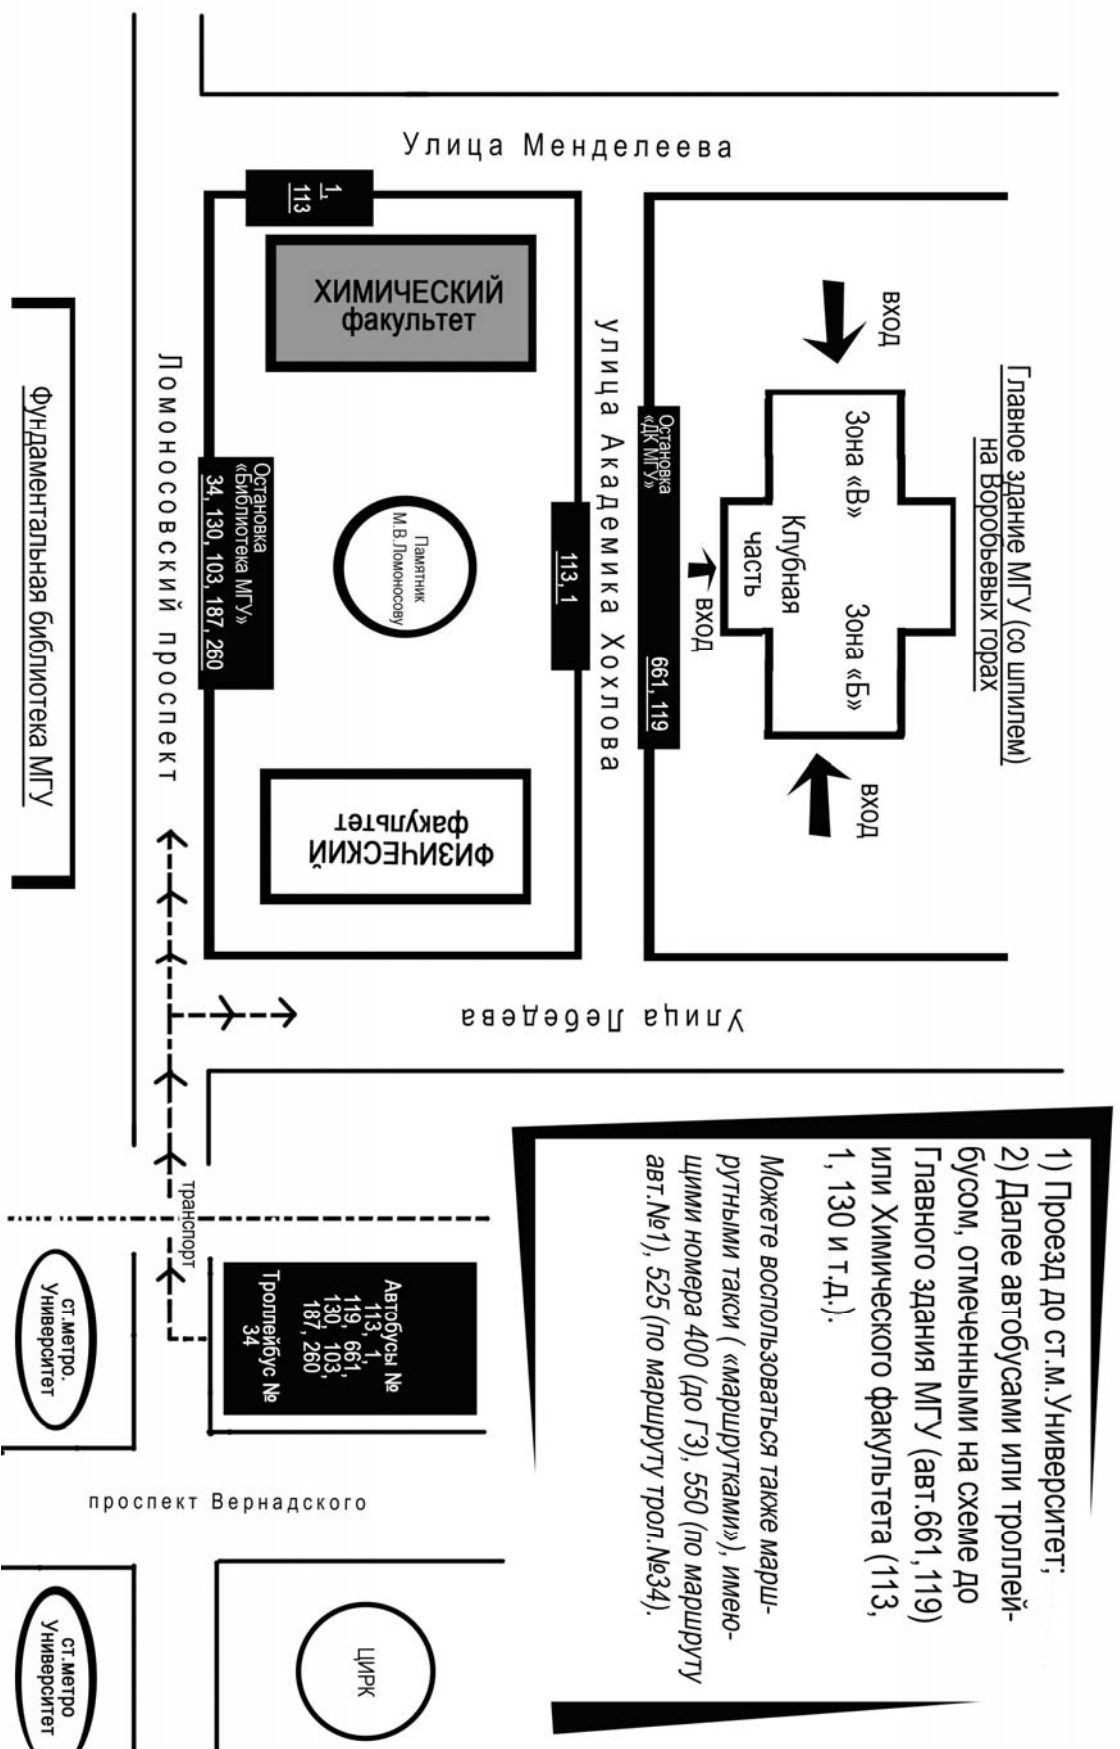 Главное здание МГУ (со шпилем)
на Воробьевых горах
вход
Зона «В»
Зона «Б»
Клубная
часть
вход
вход
Остановка
«ДК МГУ»
661, 119
улица Академика Хохлова
Улица Менделеева
1,
113
ХИМИЧЕСКИЙ
факультет
113, 1
Памятник
М.В.Ломоносову
ФИЗИЧЕСКИЙ
факультет
Остановка
«Библиотека МГУ»
34, 130, 103, 187, 260
Ломоносовский проспект
Фундаментальная библиотека МГУ
Улица Лебедева
1) Проезд до ст.м.Университет;
2) Далее автобусами или троллей-
бусом, отмеченными на схеме до
Главного здания МГУ (авт.661,119)
или Химического факультета (113,
1, 130 и т.д.).
Можете воспользоваться также марш-
рутными такси ( «маршрутками»), имею-
щими номера 400 (до ГЗ), 550 (по маршруту
авт.№1), 525 (по маршруту трол.№34).
транспорт
Автобусы №
113, 1,
119, 661,
130, 103,
187, 260
Троллейбус №
34
ст.метро.
Университет
проспект Вернадского
ЦИРК
ст.метро
Университет